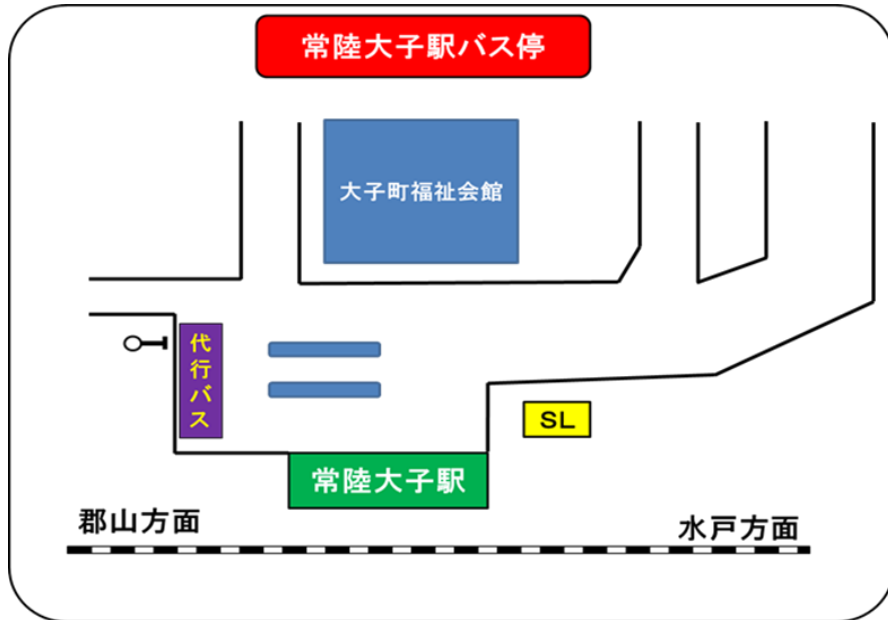 常陸大子駅バス停
大子町福祉会館
代行バス
SL
常陸大子駅
郡山方面
水戸方面